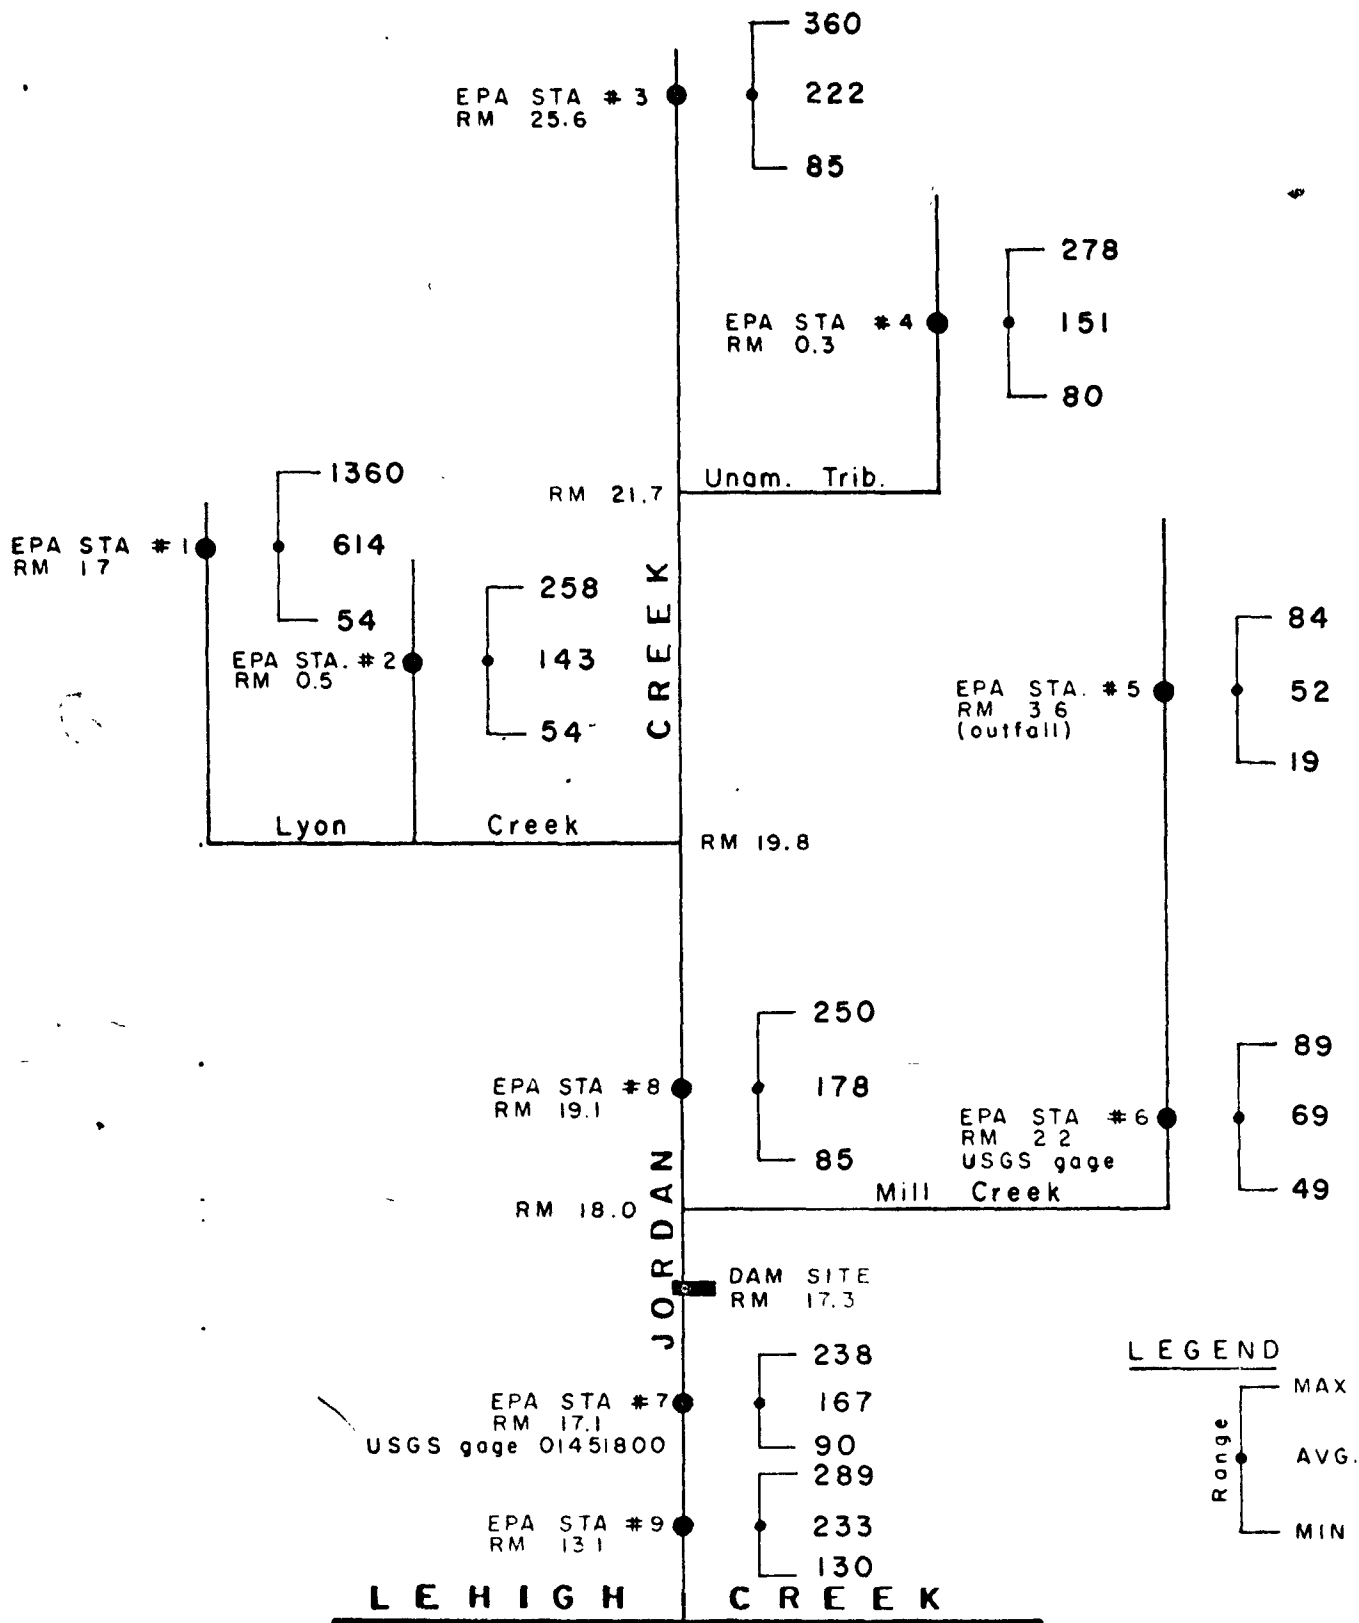 360
EPA STA #3
RM 25.6
222
85
278
EPA STA #4
RM 0.3
151
80
1360
RM 21.7
Unam. Trib.
EPA STA #1
RM 17
614
258
54
EPA STA. #2
RM 0.5
143
54
CREEK
84
EPA STA. #5
RM 3 6
(outfall)
52
19
Lyon Creek
RM 19.8
250
EPA STA #8
RM 19.1
178
85
89
EPA STA #6
RM 2 2
USGS gage
69
49
Mill Creek
RM 18.0
JORDAN
DAM SITE
RM 17.3
238
EPA STA #7
RM 17.1
USGS gage 01451800
167
90
289
EPA STA #9
RM 13 1
233
130
LEGEND
MAX
Range
AVG.
MIN
LEHIGH CREEK